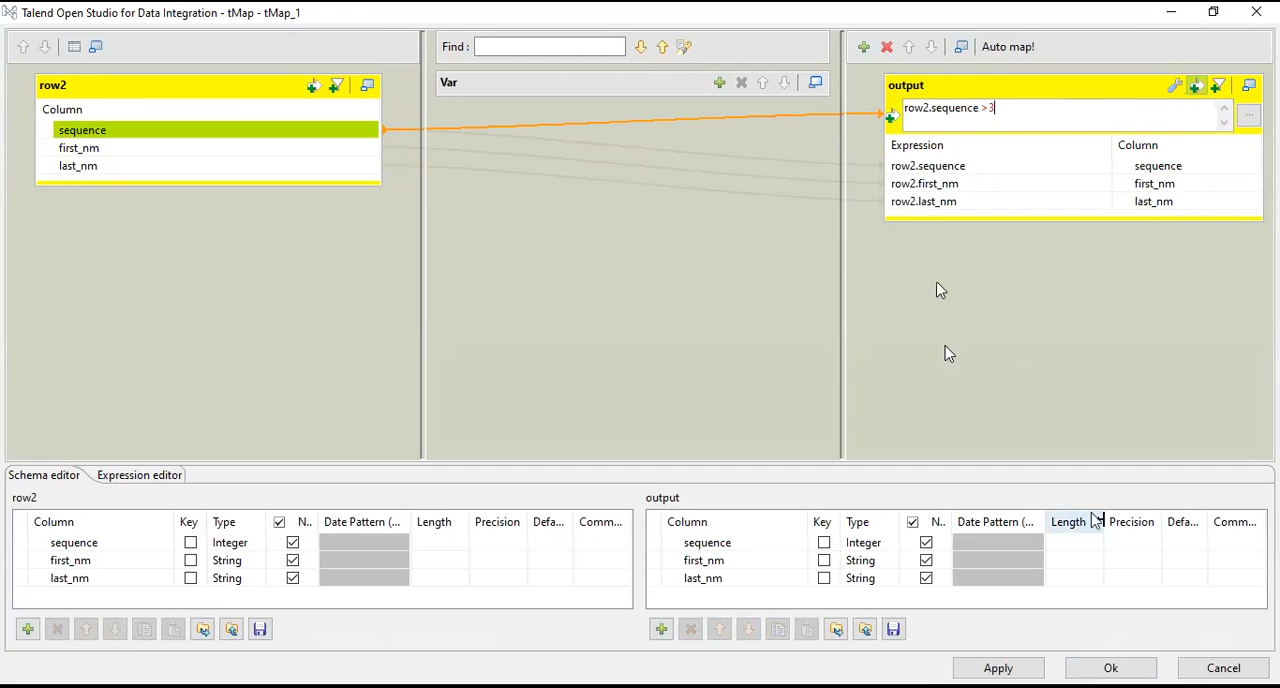 Talend Open Studio for Data Integration - tMap - tMap_1
Find :
Auto map!
row2
Var
output
Column
sequence
first_nm
last_nm
row2.sequence >3
...
Expression Column
row2.sequence sequence
row2.first_nm first_nm
row2.last_nm last_nm
Schema editor Expression editor
row2
Column Key Type N.. Date Pattern (... Length Precision Defa... Comm...
sequence Integer
first_nm String
last_nm String
output
Column Key Type N.. Date Pattern (... Length Precision Defa... Comm...
sequence Integer
first_nm String
last_nm String
Apply Ok Cancel